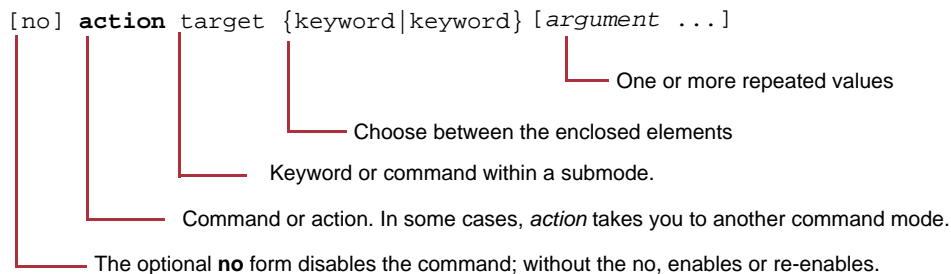 [no] action target {keyword|keyword} [argument ...]
One or more repeated values
Choose between the enclosed elements
Keyword or command within a submode.
Command or action. In some cases, action takes you to another command mode.
The optional no form disables the command; without the no, enables or re-enables.